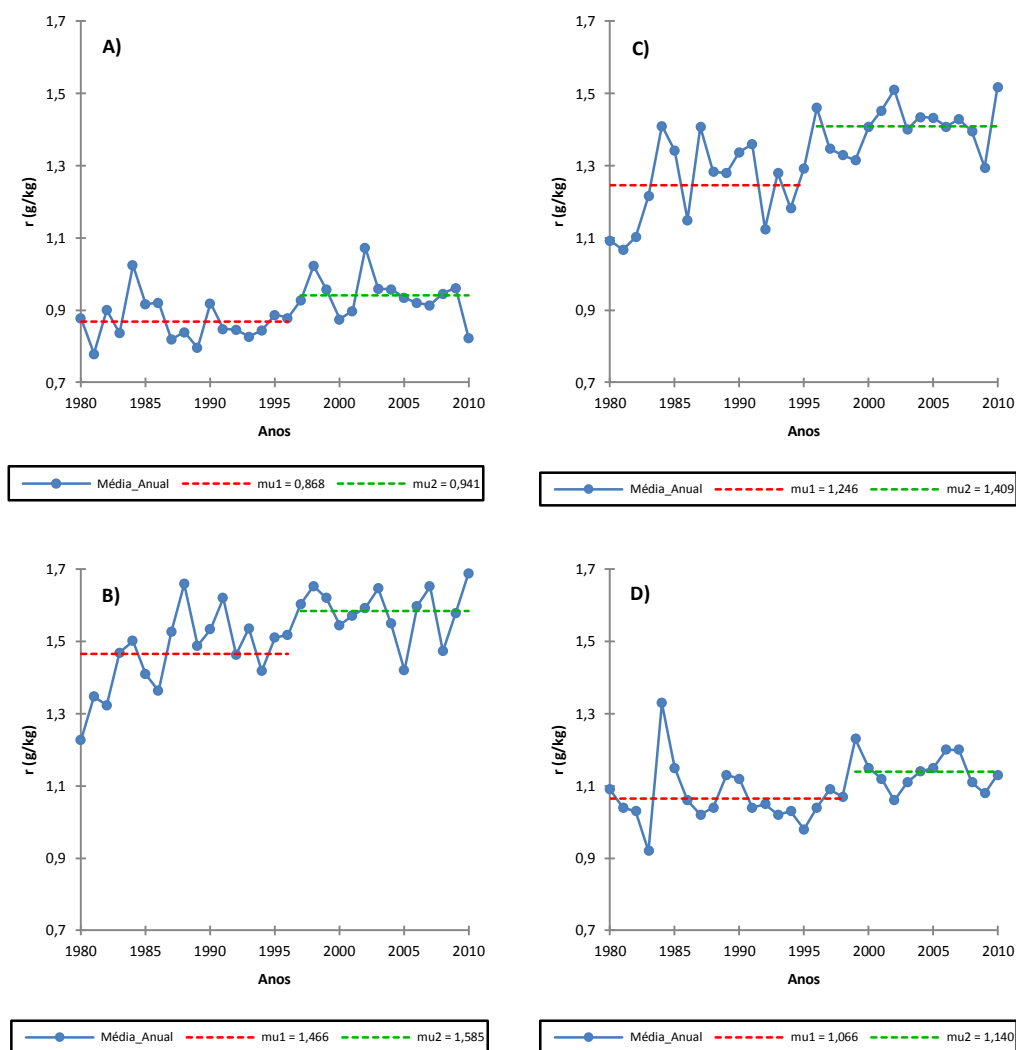 A)
1,7
1,5
1,3
1,1
0,9
0,7
r (g/kg)
1980 1985 1990 1995 2000 2005 2010
Anos
Média_Anual mu1 = 0,868 mu2 = 0,941
C)
1,7
1,5
1,3
1,1
0,9
0,7
r (g/kg)
1980 1985 1990 1995 2000 2005 2010
Anos
Média_Anual mu1 = 1,246 mu2 = 1,409
B)
1,7
1,5
1,3
1,1
0,9
0,7
r (g/kg)
1980 1985 1990 1995 2000 2005 2010
Anos
Média_Anual mu1 = 1,466 mu2 = 1,585
D)
1,7
1,5
1,3
1,1
0,9
0,7
r (g/kg)
1980 1985 1990 1995 2000 2005 2010
Anos
Média_Anual mu1 = 1,066 mu2 = 1,140